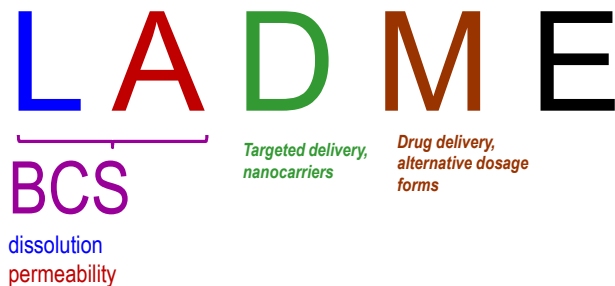 L A D M E
BCS
dissolution
permeability
Targeted delivery,
nanocarriers
Drug delivery,
alternative dosage
forms